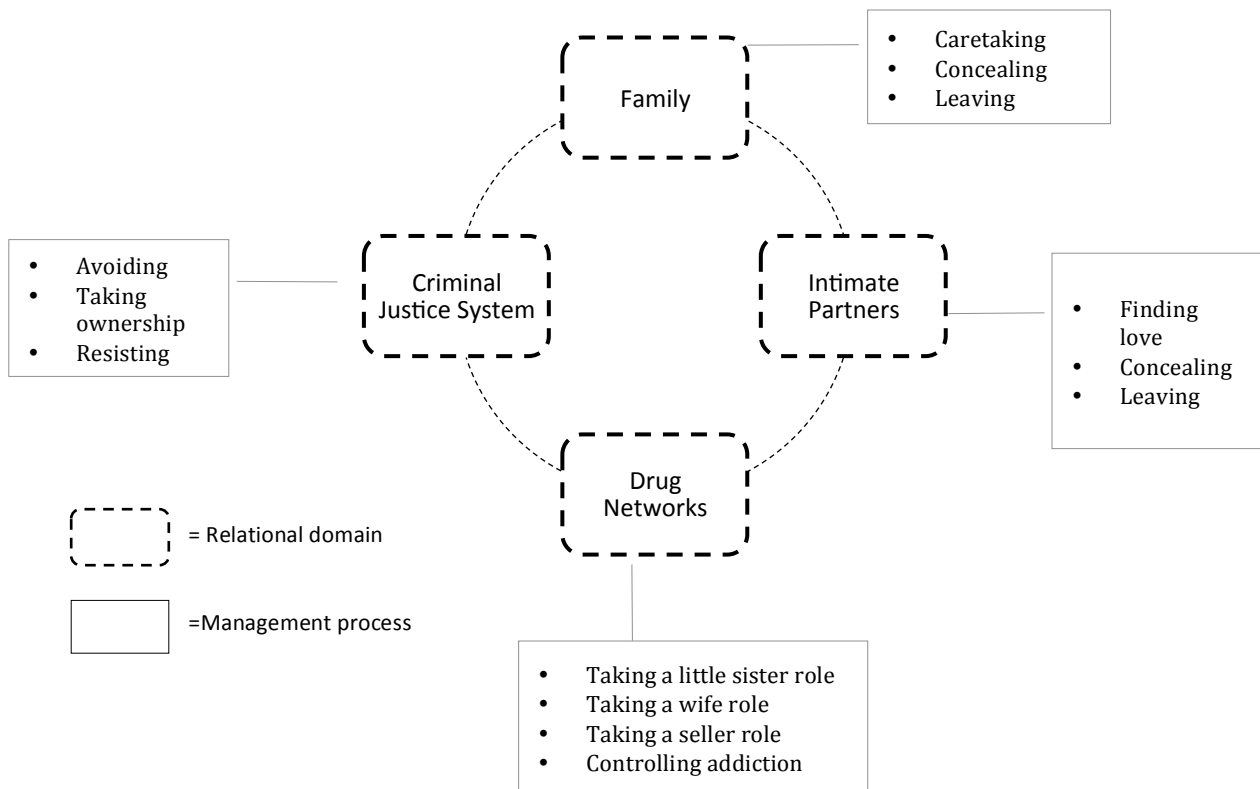 Family
• Caretaking
• Concealing
• Leaving
Criminal
Justice System
• Avoiding
• Taking
ownership
• Resisting
Intimate
Partners
• Finding
love
• Concealing
• Leaving
Drug
Networks
• Taking a little sister role
• Taking a wife role
• Taking a seller role
• Controlling addiction
= Relational domain
=Management process